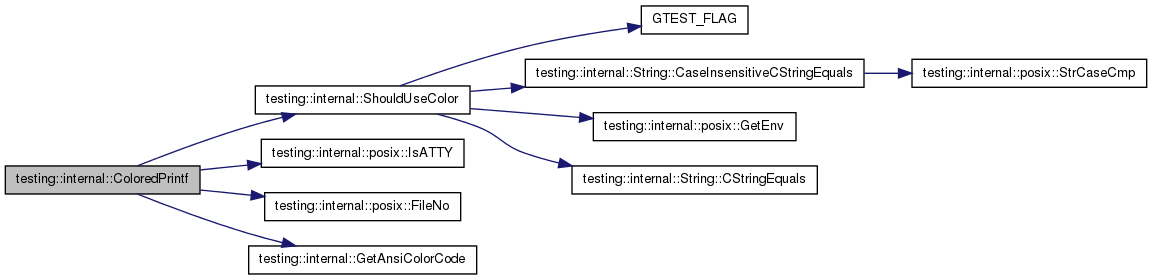 GTEST_FLAG
testing::internal::String::CaseInsensitiveCStringEquals
testing::internal::posix::StrCaseCmp
testing::internal::ShouldUseColor
testing::internal::posix::GetEnv
testing::internal::posix::IsATTY
testing::internal::ColoredPrintf
testing::internal::String::CStringEquals
testing::internal::posix::FileNo
testing::internal::GetAnsiColorCode